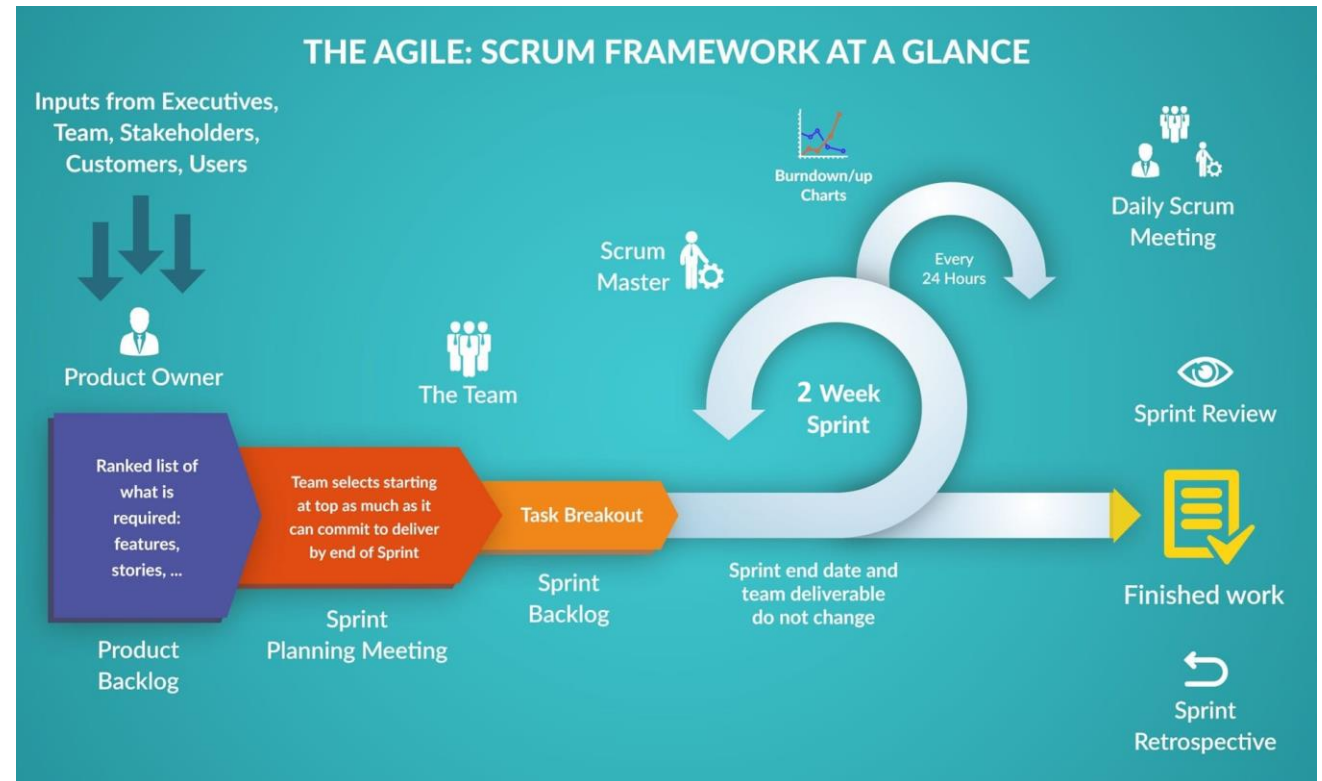 THE AGILE: SCRUM FRAMEWORK AT A GLANCE
Inputs from Executives,
Team, Stakeholders,
Customers, Users
Product Owner
Ranked list of
what is
required:
features,
stories, ...
Product
Backlog
The Team
Team selects starting
at top as much as it
can commit to deliver
by end of Sprint
Sprint
Planning Meeting
Task Breakout
Sprint
Backlog
Scrum
Master
Burndown/up
Charts
Every
24 Hours
2 Week
Sprint
Sprint end date and
team deliverable
do not change
Daily Scrum
Meeting
Sprint Review
Finished work
Sprint
Retrospective